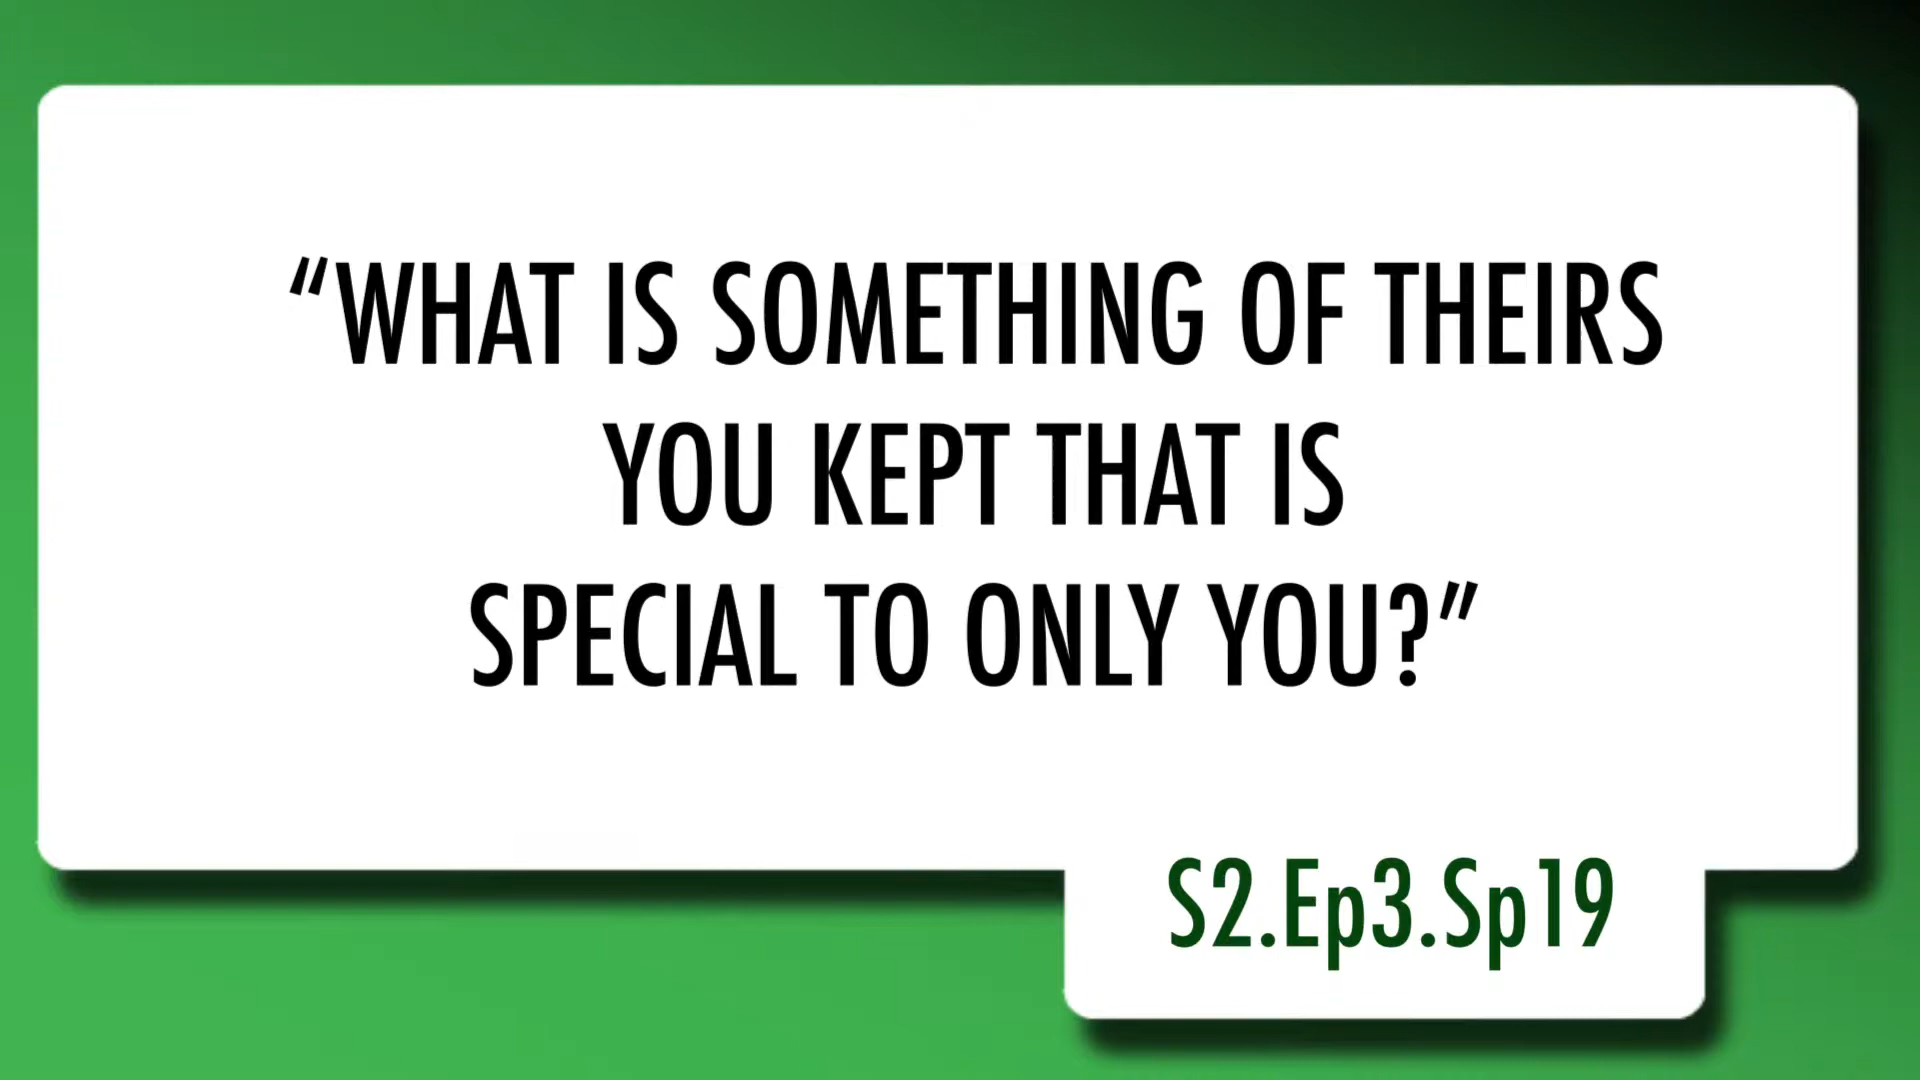 “WHAT IS SOMETHING OF THEIRS
YOU KEPT THAT IS
SPECIAL TO ONLY YOU?”
S2.Ep3.Sp19